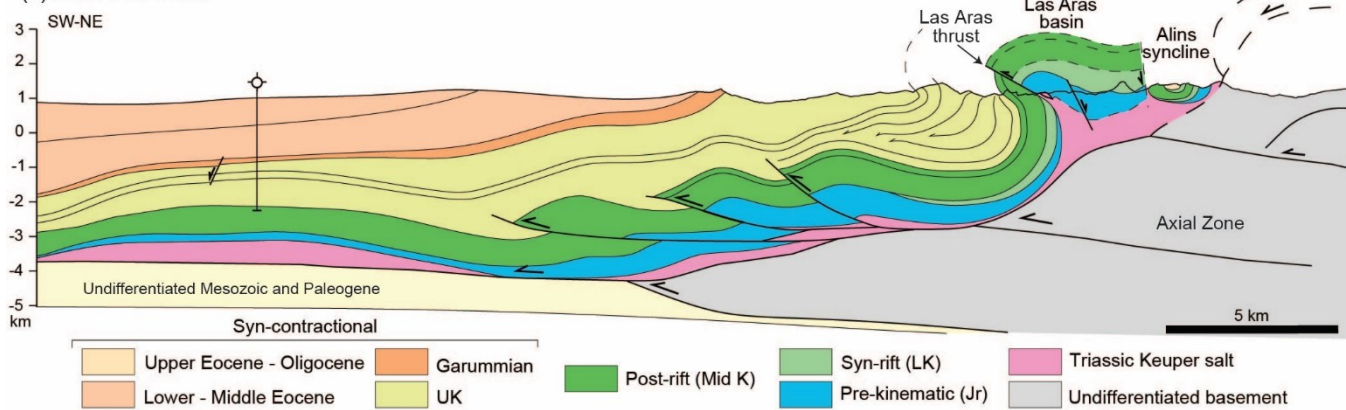 SW-NE
Las Aras
thrust
Las Aras
basin
Alins
syncline
3
2
1
0
-1
-2
-3
-4
-5
km
Axial Zone
Undifferentiated Mesozoic and Paleogene
5 km
Syn-contractional
Upper Eocene - Oligocene
Garummian
Lower - Middle Eocene
UK
Post-rift (Mid K)
Syn-rift (LK)
Pre-kinematic (Jr)
Triassic Keuper salt
Undifferentiated basement